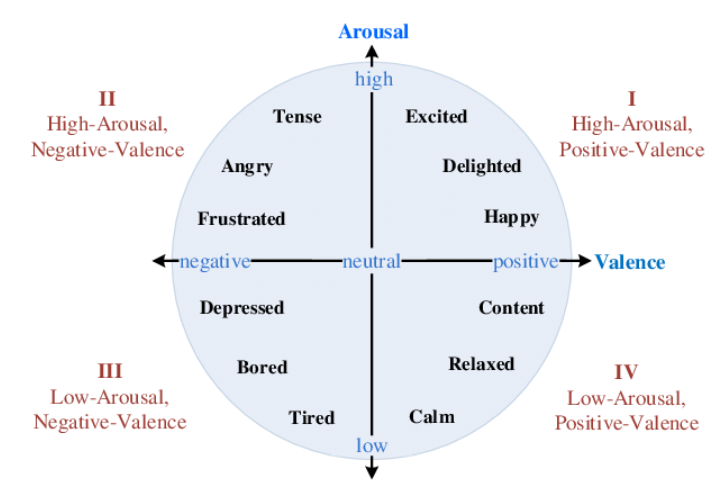 Arousal
high
II
High-Arousal,
Negative-Valence
I
High-Arousal,
Positive-Valence
Tense
Excited
Angry
Delighted
Frustrated
Happy
negative
neutral
positive
Valence
Depressed
Content
Bored
Relaxed
Tired
Calm
III
Low-Arousal,
Negative-Valence
IV
Low-Arousal,
Positive-Valence
low